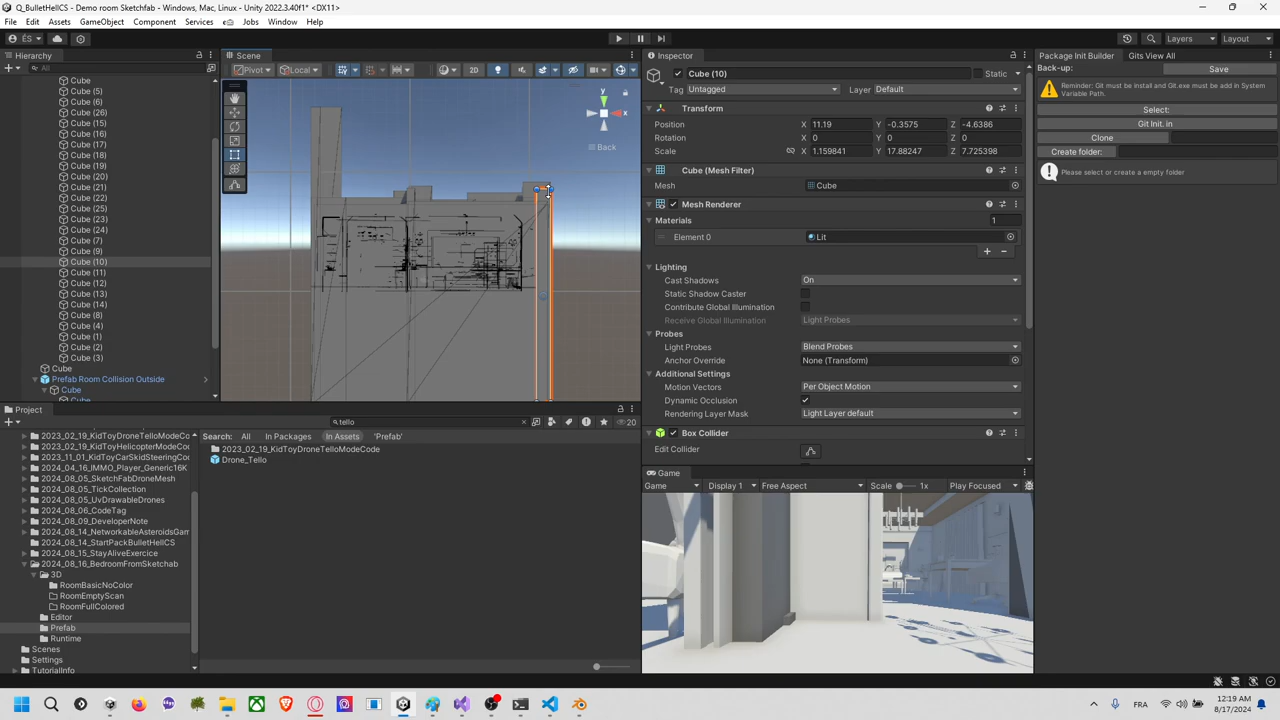 Q_BulletHellCS - Demo room Sketchfab - Windows, Mac, Linux - Unity 2022.3.40f1* <DX11>
File Edit Assets GameObject Component Services Jobs Window Help
ÉS
Layers Layout
Hierarchy
All
Cube
Cube (5)
Cube (6)
Cube (26)
Cube (15)
Cube (16)
Cube (17)
Cube (18)
Cube (19)
Cube (20)
Cube (21)
Cube (22)
Cube (25)
Cube (23)
Cube (24)
Cube (7)
Cube (9)
Cube (10)
Cube (11)
Cube (12)
Cube (13)
Cube (14)
Cube (8)
Cube (4)
Cube (1)
Cube (2)
Cube (3)
Cube
Prefab Room Collision Outside
Cube
Scene
Pivot Local 2D
y
x
Back
Inspector
Cube (10) Static
Tag Untagged Layer Default
Transform
Position X 11.19 Y -0.3575 Z -4.6386
Rotation X 0 Y 0 Z 0
Scale X 1.159841 Y 17.88247 Z 7.725398
Cube (Mesh Filter)
Mesh Cube
Mesh Renderer
Materials 1
Element 0 Lit
Lighting
Cast Shadows On
Static Shadow Caster
Contribute Global Illumination
Receive Global Illumination Light Probes
Probes
Light Probes Blend Probes
Anchor Override None (Transform)
Additional Settings
Motion Vectors Per Object Motion
Dynamic Occlusion
Rendering Layer Mask Light Layer default
Box Collider
Edit Collider
Package Init Builder Gits View All
Back-up: Save
Reminder: Git must be install and Git.exe must be add in System Variable Path.
Select:
Git Init. in
Clone
Create folder:
Please select or create a empty folder
Project
tello
20
Search: All In Packages In Assets 'Prefab'
2023_02_19_KidToyDroneTelloModeCode
Drone_Tello
2023_02_19_KidToyDroneTelloModeCo
2023_02_19_KidToyHelicopterModeCo
2023_11_01_KidToyCarSkidSteeringCo
2024_04_16_IMMO_Player_Generic16K
2024_08_05_SketchFabDroneMesh
2024_08_05_TickCollection
2024_08_05_UvDrawableDrones
2024_08_06_CodeTag
2024_08_09_DeveloperNote
2024_08_14_NetworkableAsteroidsGam
2024_08_14_StartPackBulletHellCS
2024_08_15_StayAliveExercice
2024_08_16_BedroomFromSketchab
3D
RoomBasicNoColor
RoomEmptyScan
RoomFullColored
Editor
Prefab
Runtime
Scenes
Settings
TutorialInfo
Game
Game Display 1 Free Aspect Scale 1x Play Focused
FRA
12:19 AM
8/17/2024